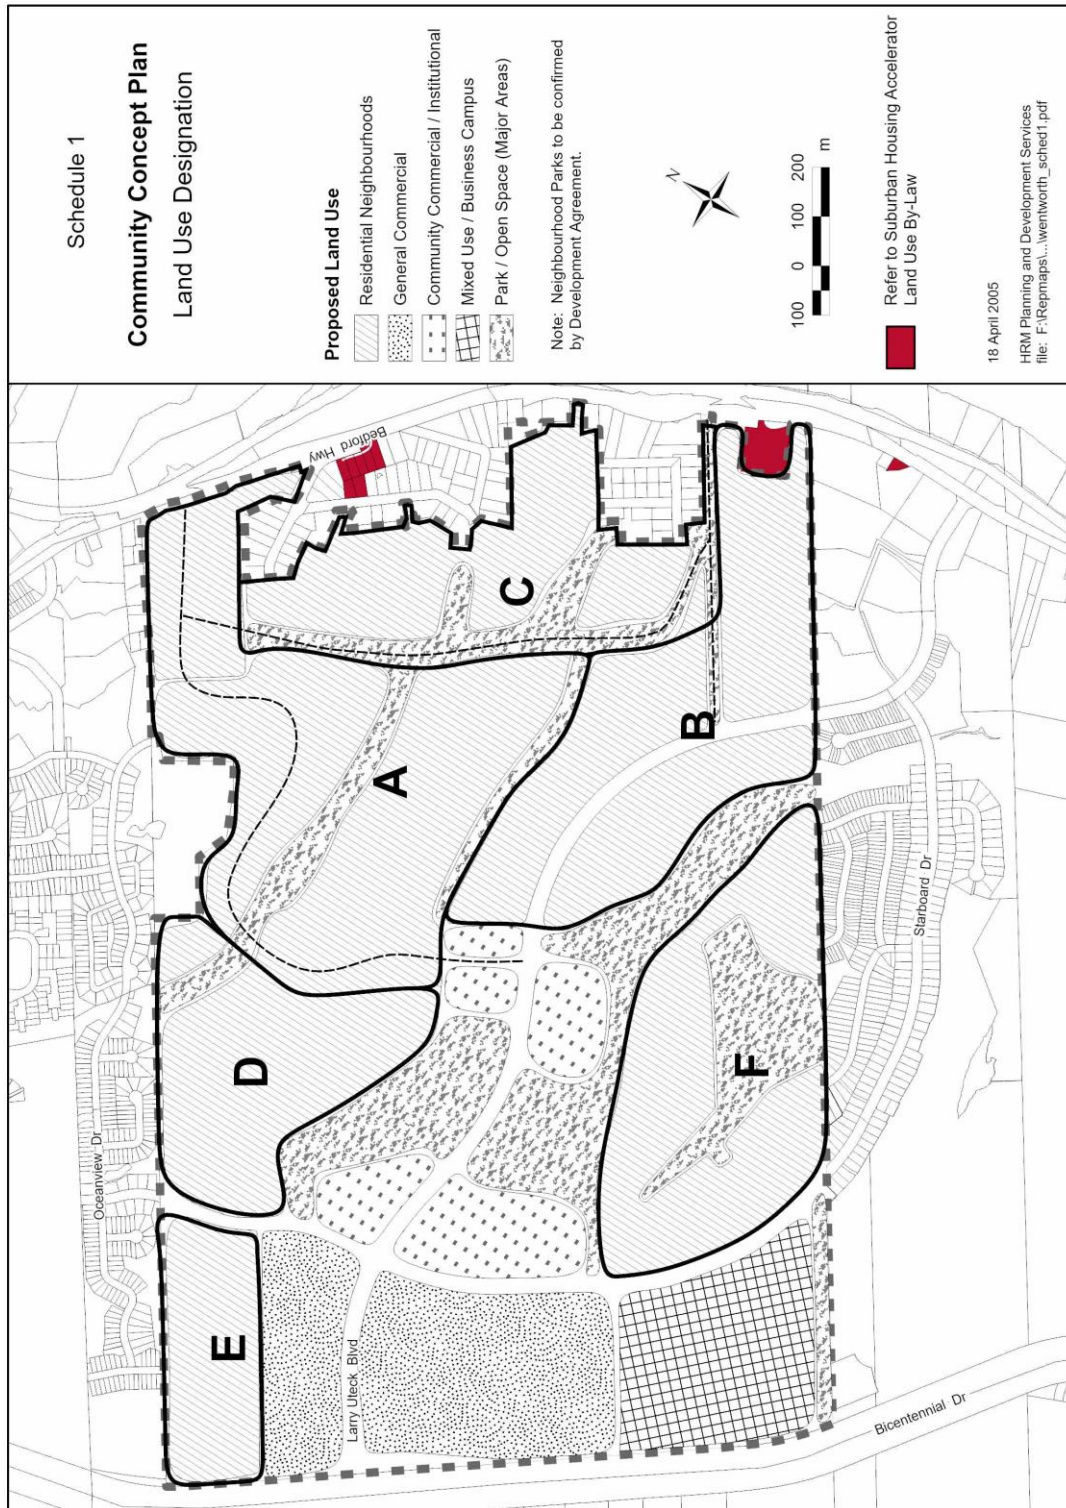 Schedule 1
Community Concept Plan
Land Use Designation
Proposed Land Use
Residential Neighbourhoods
General Commercial
Community Commercial / Institutional
Mixed Use / Business Campus
Park / Open Space (Major Areas)
Note: Neighbourhood Parks to be confirmed
by Development Agreement.
N
100 0 100 200
m
Refer to Suburban Housing Accelerator
Land Use By-Law
18 April 2005
HRM Planning and Development Services
file: F:\Repmaps\...\wentworth_sched1.pdf
Bedford Hwy
C
A
B
D
F
E
Oceanview Dr
Starboard Dr
Larry Uteck Blvd
Bicentennial Dr